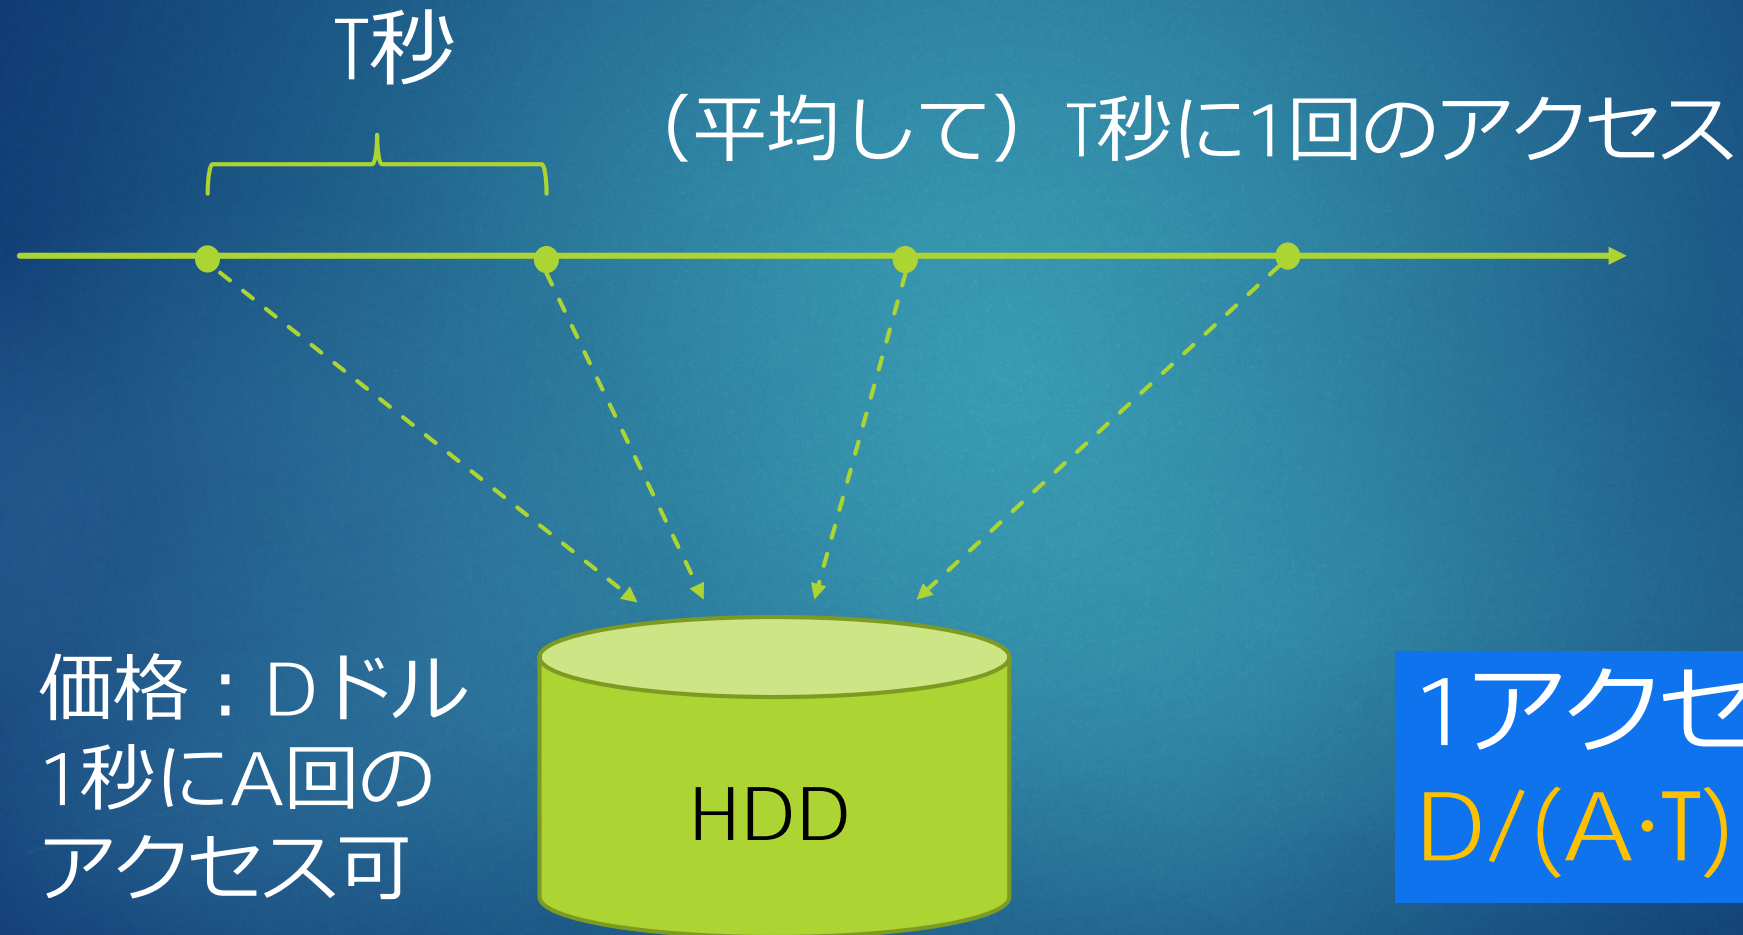 T秒
（平均して）T秒に1回のアクセス
価格：Dドル
1秒にA回の
アクセス可
HDD
1アクセ
D/(A·T)